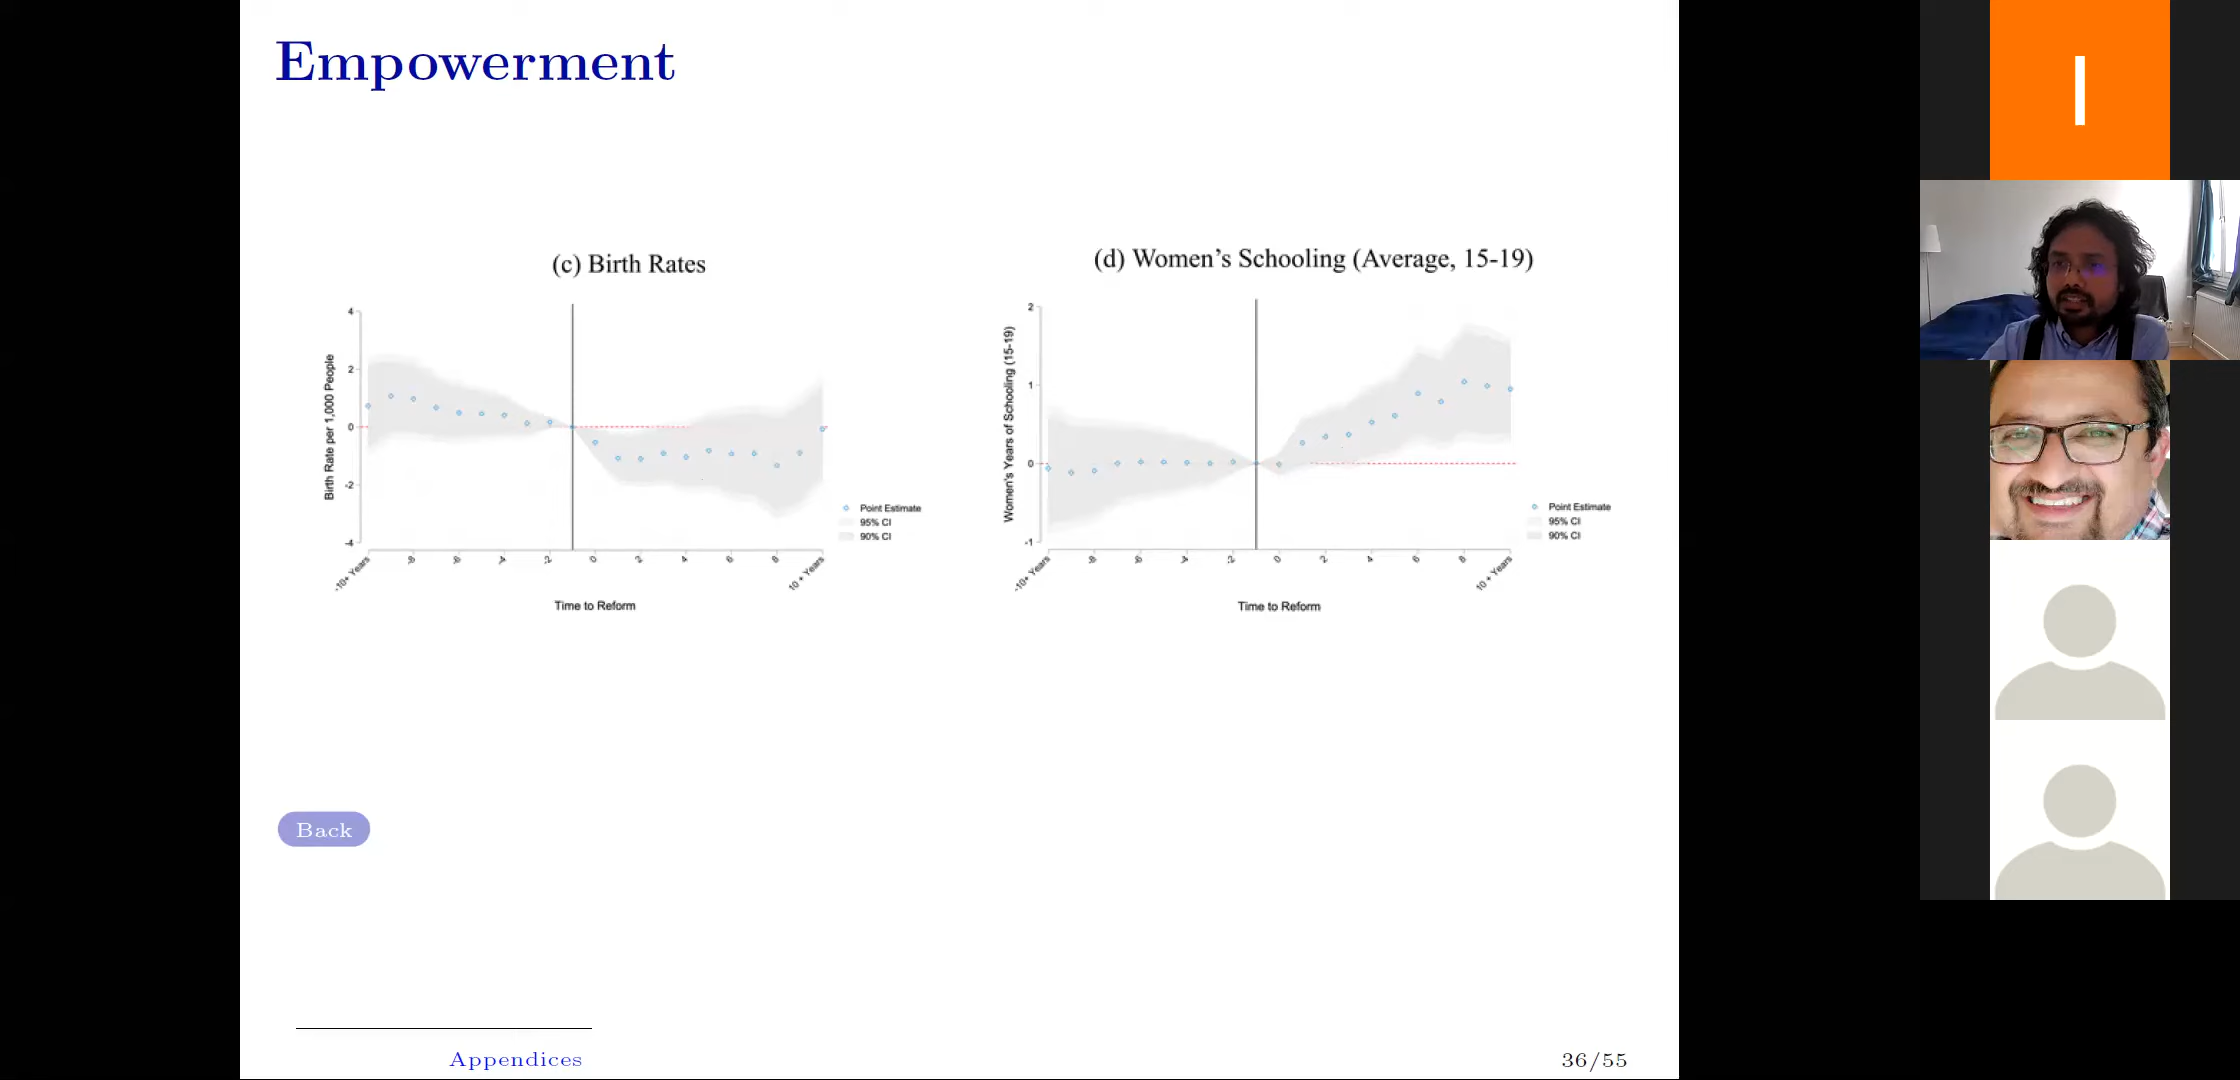 Empowerment
(c) Birth Rates
Birth Rate per 1,000 People
4
2
0
-2
-4
-10+ Years
-8
-6
-4
-2
0
2
4
6
8
10 + Years
Time to Reform
Point Estimate
95% CI
90% CI
(d) Women's Schooling (Average, 15-19)
Women's Years of Schooling (15-19)
2
1
0
-1
-10+ Years
-8
-6
-4
-2
0
2
4
6
8
10 + Years
Time to Reform
Point Estimate
95% CI
90% CI
Back
Appendices
36/55
I